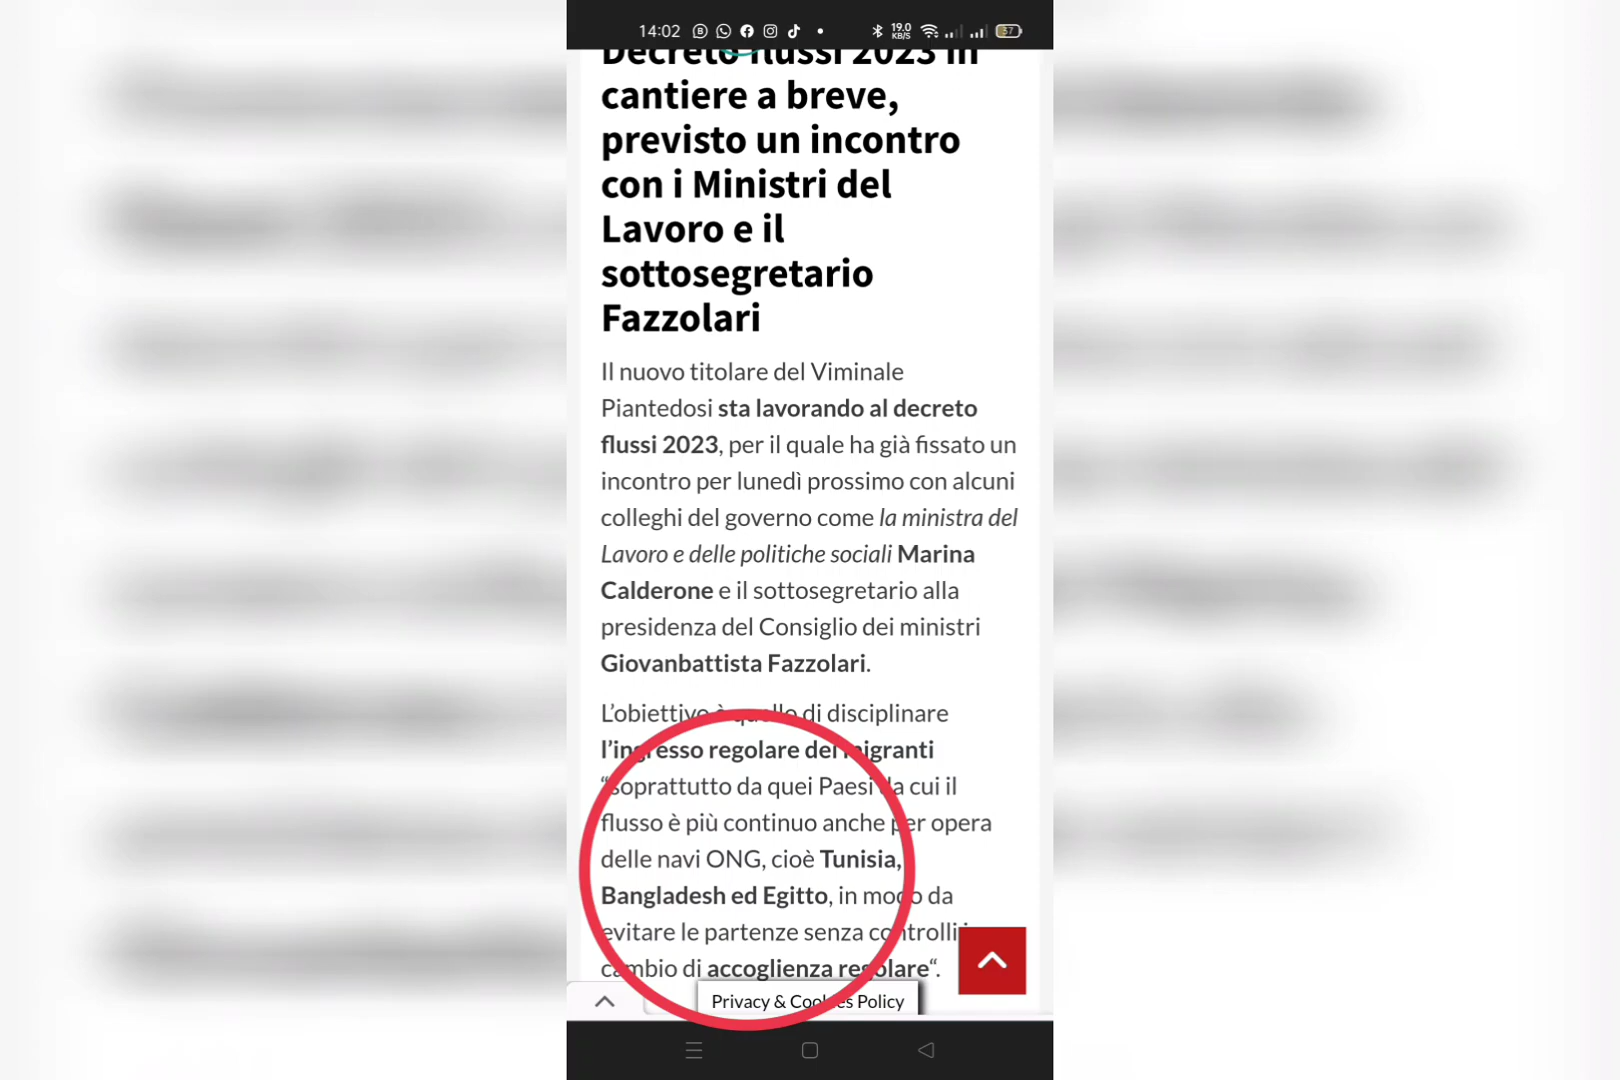 14:02
19.0
KB/S
37
Decreto flussi 2023 in
cantiere a breve,
previsto un incontro
con i Ministri del
Lavoro e il
sottosegretario
Fazzolari
Il nuovo titolare del Viminale
Piantedosi sta lavorando al decreto
flussi 2023, per il quale ha già fissato un
incontro per lunedì prossimo con alcuni
colleghi del governo come la ministra del
Lavoro e delle politiche sociali Marina
Calderone e il sottosegretario alla
presidenza del Consiglio dei ministri
Giovanbattista Fazzolari.
L’obiettivo è quello di disciplinare
l’ingresso regolare dei migranti
“soprattutto da quei Paesi da cui il
flusso è più continuo anche per opera
delle navi ONG, cioè Tunisia,
Bangladesh ed Egitto, in modo da
evitare le partenze senza controlli
cambio di accoglienza regolare“.
Privacy & Cookies Policy